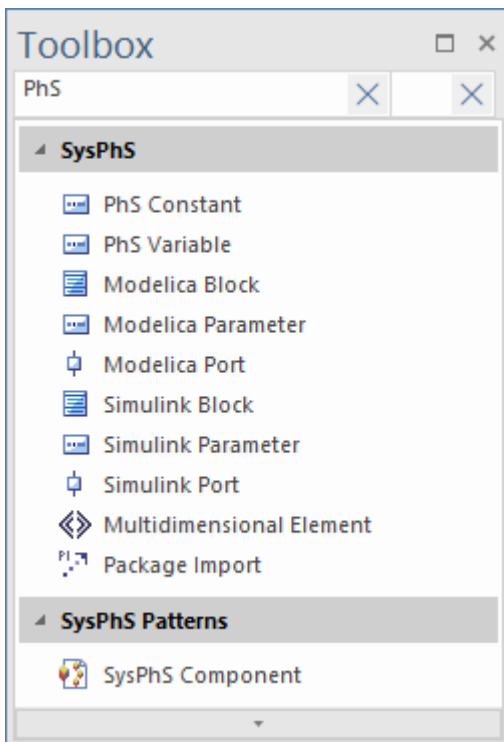 Toolbox
PhS
SysPhS
PhS Constant
PhS Variable
Modelica Block
Modelica Parameter
Modelica Port
Simulink Block
Simulink Parameter
Simulink Port
Multidimensional Element
PI
Package Import
SysPhS Patterns
SysPhS Component